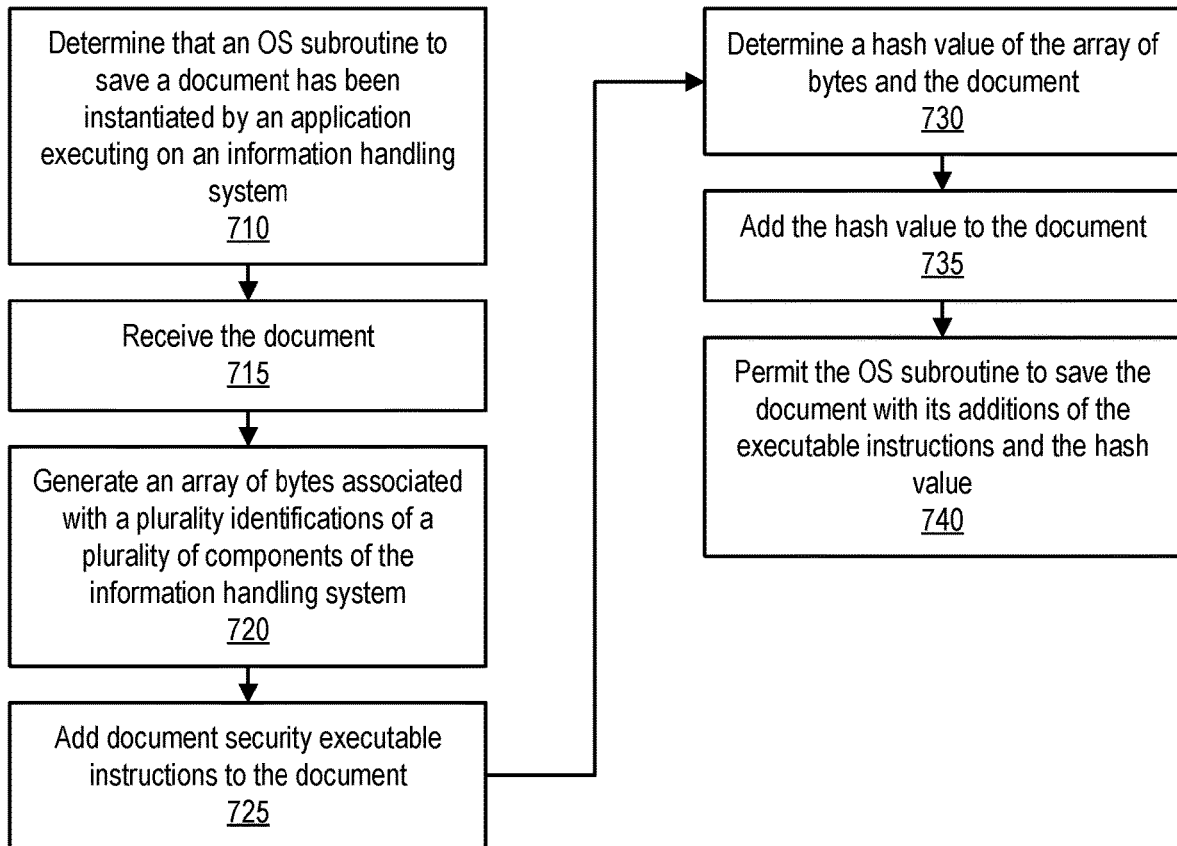 Determine that an OS subroutine to
save a document has been
instantiated by an application
executing on an information handling
system
710
Receive the document
715
Generate an array of bytes associated
with a plurality identifications of a
plurality of components of the
information handling system
720
Add document security executable
instructions to the document
725
Determine a hash value of the array of
bytes and the document
730
Add the hash value to the document
735
Permit the OS subroutine to save the
document with its additions of the
executable instructions and the hash
value
740